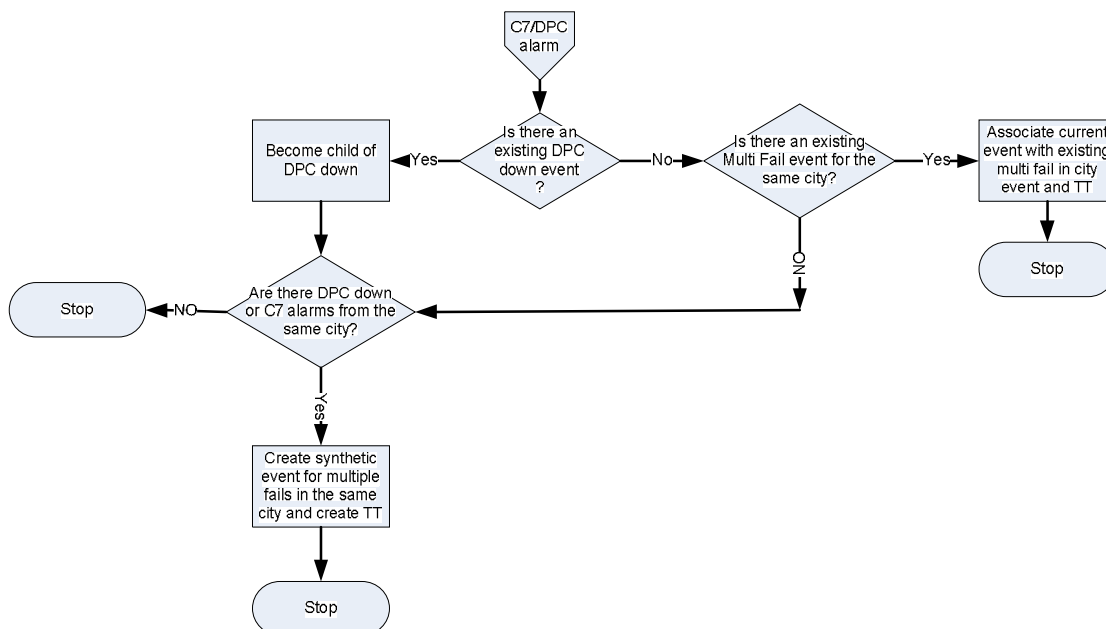 C7/DPC
alarm
Is there an
existing DPC
down event
?
Yes
No
Become child of
DPC down
Is there an existing
Multi Fail event for the
same city?
Yes
Associate current
event with existing
multi fail in city
event and TT
Stop
NO
Are there DPC down
or C7 alarms from the
same city?
NO
Stop
Yes
Create synthetic
event for multiple
fails in the same
city and create TT
Stop